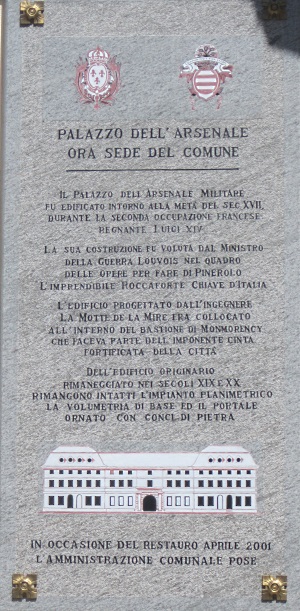 PALAZZO DELL'ARSENALE
ORA SEDE DEL COMUNE
IL PALAZZO DELL'ARSENALE MILITARE
FU EDIFICATO INTORNO ALLA METÀ DEL SEC XVII,
DURANTE LA SECONDA OCCUPAZIONE FRANCESE
REGNANTE LUIGI XIV
LA SUA COSTRUZIONE FU VOLUTA DAL MINISTRO
DELLA GUERRA LOUVOIS NEL QUADRO
DELLE OPERE PER FARE DI PINEROLO
L'IMPRENDIBILE ROCCAFORTE CHIAVE D'ITALIA
L'EDIFICIO PROGETTATO DALL'INGEGNERE
LA MOTTE DE LA MIRE ERA COLLOCATO
ALL'INTERNO DEL BASTIONE DI MONMORENCY
CHE FACEVA PARTE DELL'IMPONENTE CINTA
FORTIFICATA DELLA CITTÀ
DELL'EDIFICIO ORIGINARIO
RIMANEGGIATO NEI SECOLI XIX E XX
RIMANGONO INTATTI L'IMPIANTO PLANIMETRICO
LA VOLUMETRIA DI BASE ED IL PORTALE
ORNATO CON CONCI DI PIETRA
IN OCCASIONE DEL RESTAURO APRILE 2001
L'AMMINISTRAZIONE COMUNALE POSE